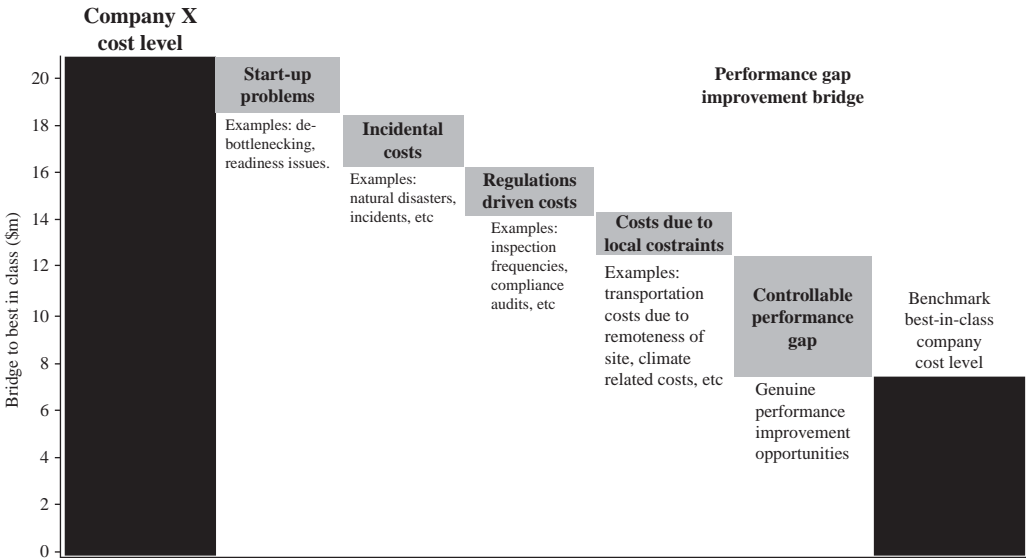 Company X
cost level
Performance gap
improvement bridge
Bridge to best in class ($m)
20
18
16
14
12
10
8
6
4
2
0
Start-up
problems
Examples: de-
bottlenecking,
readiness issues.
Incidental
costs
Examples:
natural disasters,
incidents, etc
Regulations
driven costs
Examples:
inspection
frequencies,
compliance
audits, etc
Costs due to
local costraints
Examples:
transportation
costs due to
remoteness of
site, climate
related costs, etc
Controllable
performance
gap
Genuine
performance
improvement
opportunities
Benchmark
best-in-class
company
cost level